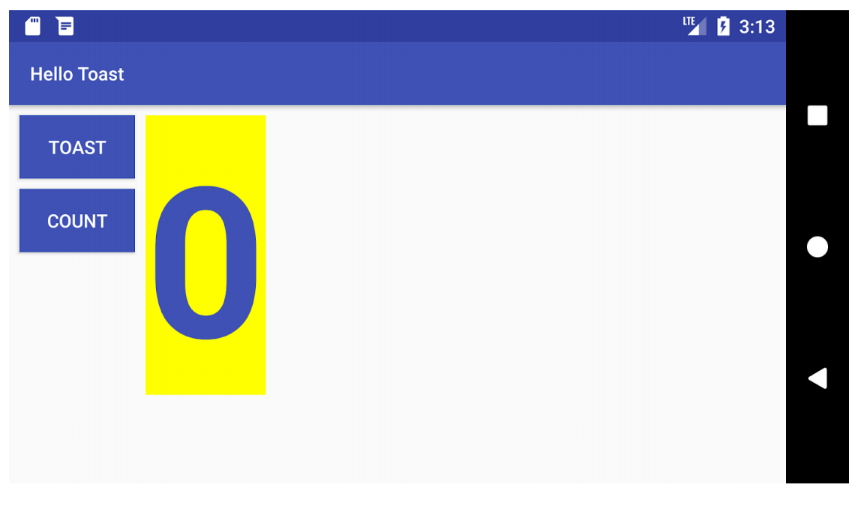 LTE 3:13
Hello Toast
TOAST
COUNT
0